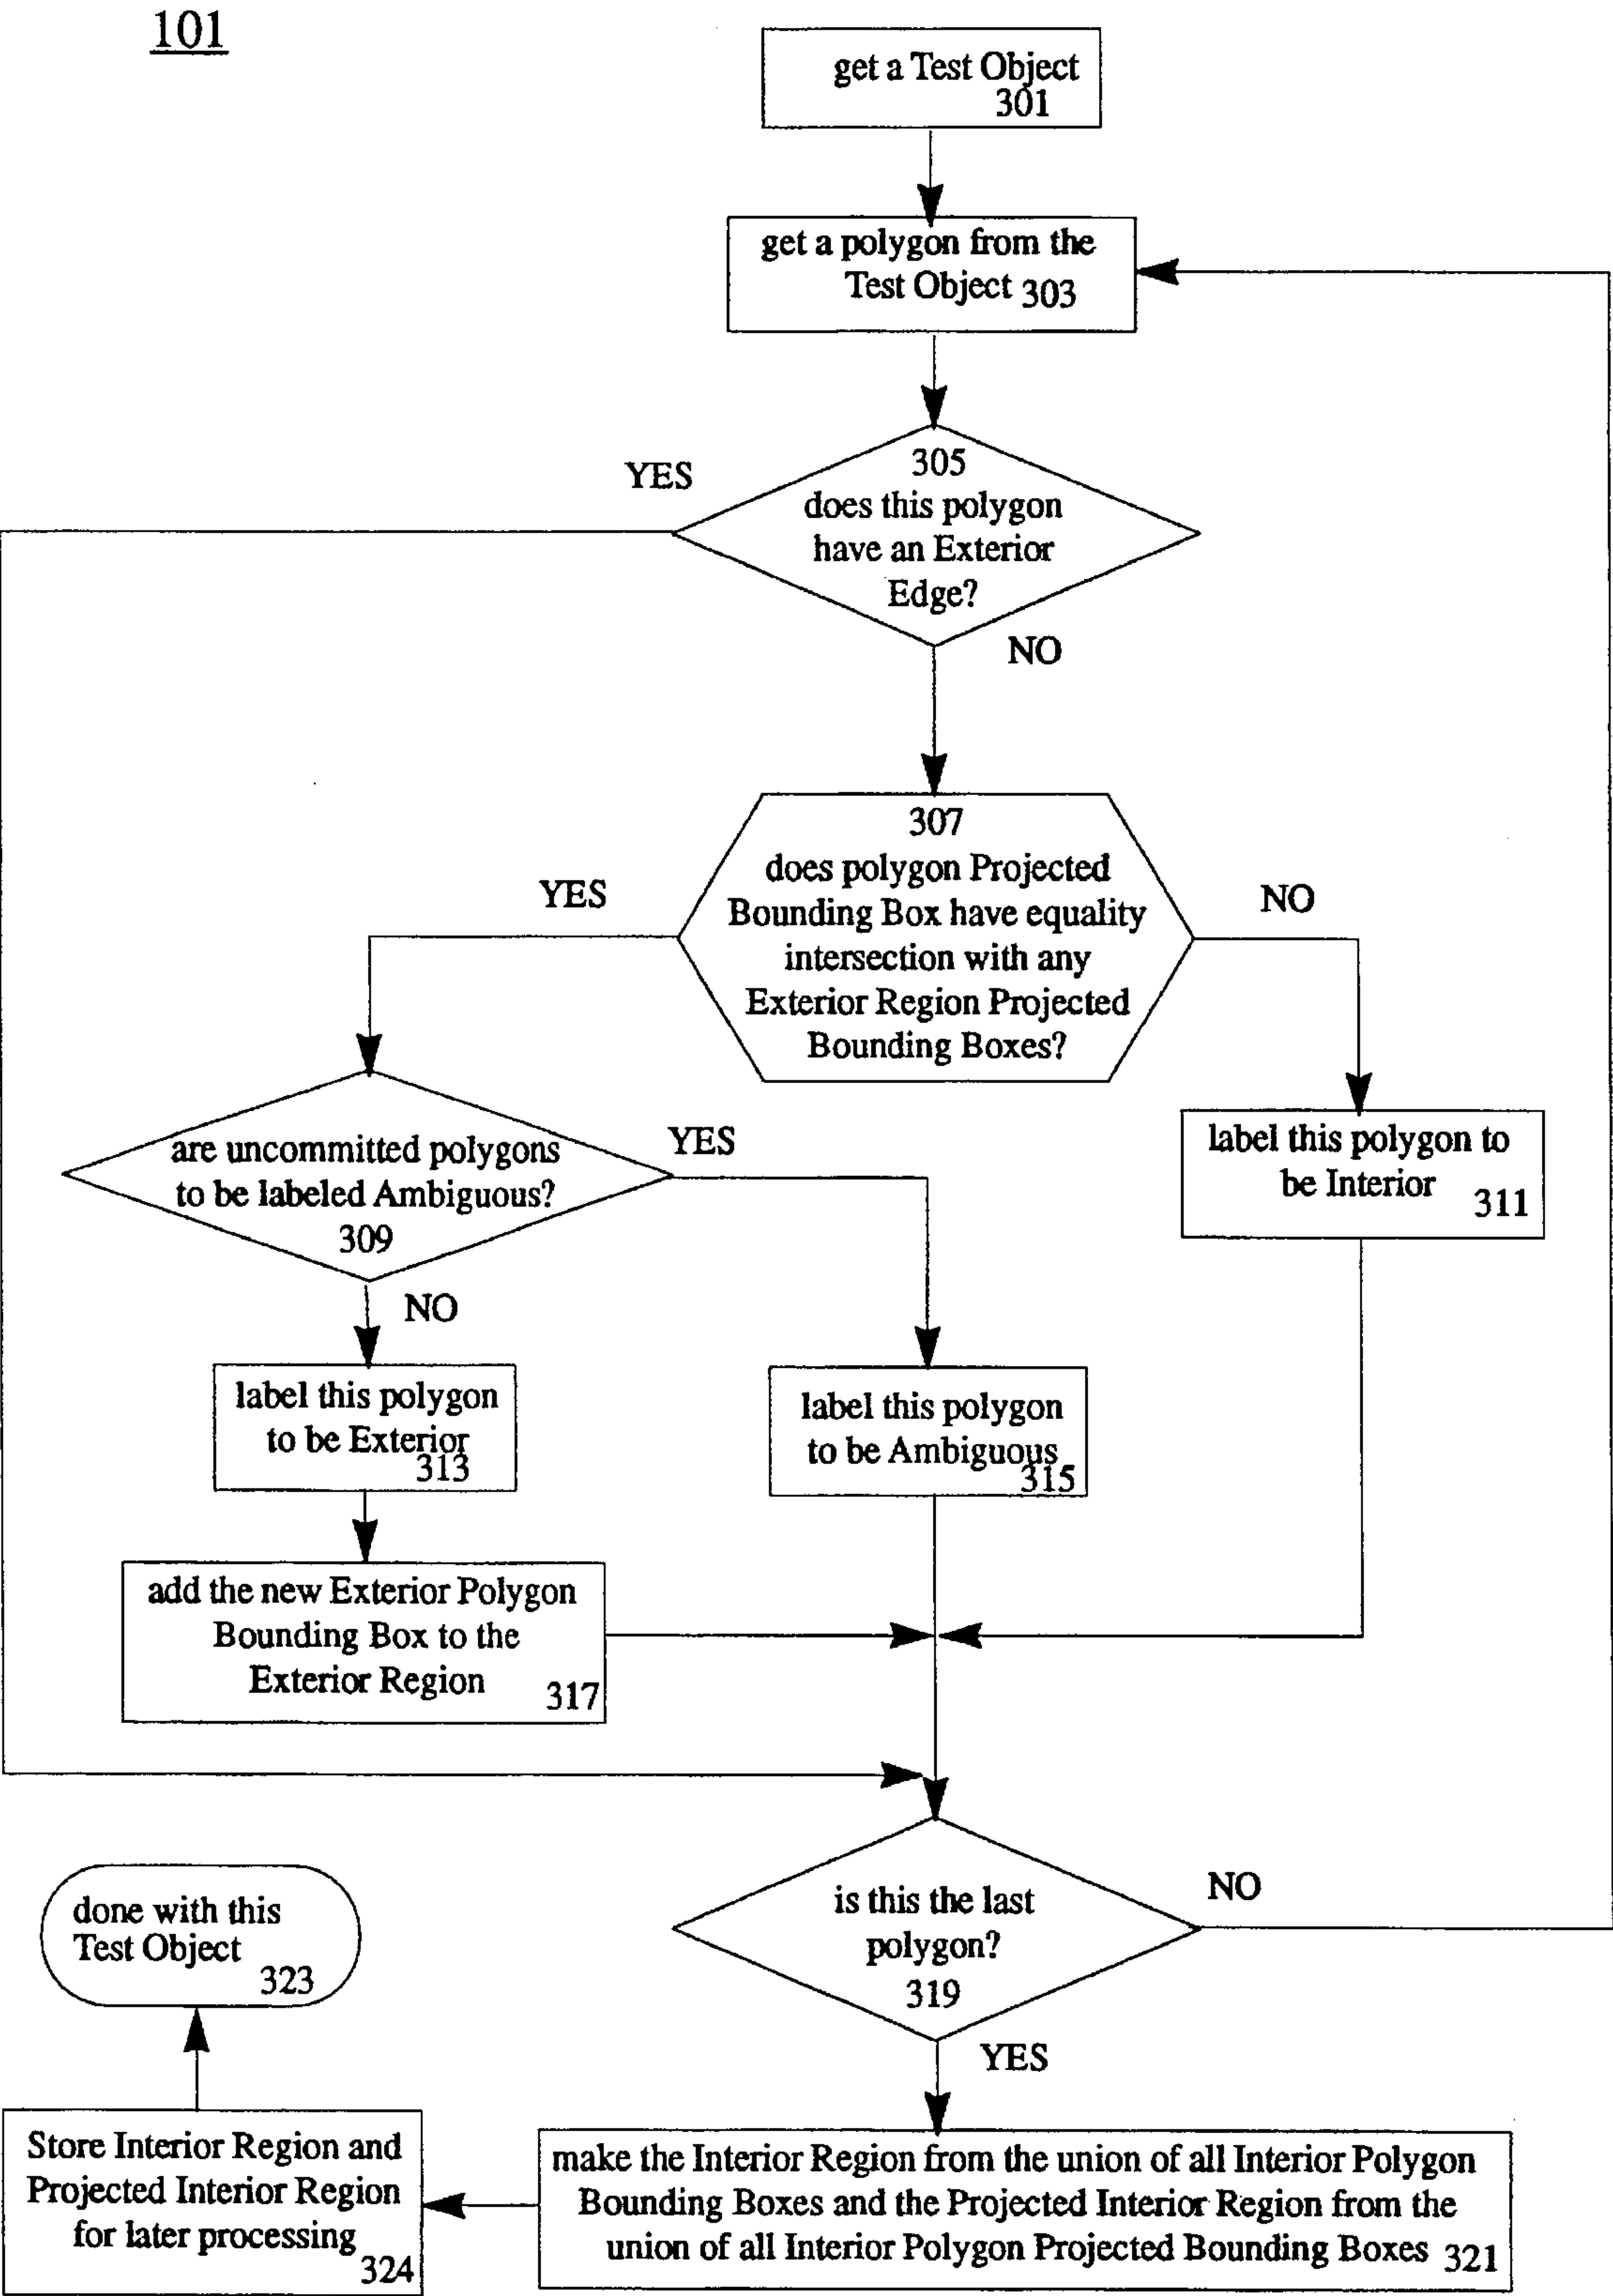 101
get a Test Object
301
get a polygon from the
Test Object 303
305
does this polygon
have an Exterior
Edge?
YES
NO
307
does polygon Projected
Bounding Box have equality
intersection with any
Exterior Region Projected
Bounding Boxes?
YES
NO
are uncommitted polygons
to be labeled Ambiguous?
309
YES
NO
label this polygon to
be Interior
311
label this polygon
to be Exterior
313
label this polygon
to be Ambiguous
315
add the new Exterior Polygon
Bounding Box to the
Exterior Region
317
is this the last
polygon?
319
NO
YES
done with this
Test Object
323
Store Interior Region and
Projected Interior Region
for later processing
324
make the Interior Region from the union of all Interior Polygon
Bounding Boxes and the Projected Interior Region from the
union of all Interior Polygon Projected Bounding Boxes 321